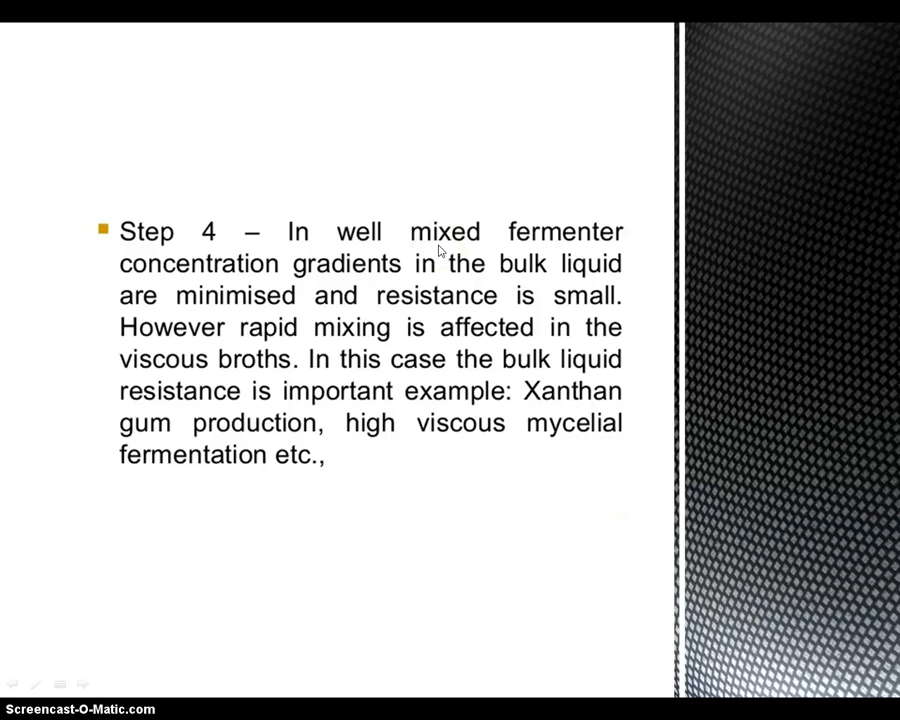 Step 4 – In well mixed fermenter
concentration gradients in the bulk liquid
are minimised and resistance is small.
However rapid mixing is affected in the
viscous broths. In this case the bulk liquid
resistance is important example: Xanthan
gum production, high viscous mycelial
fermentation etc.,
Screencast-O-Matic.com